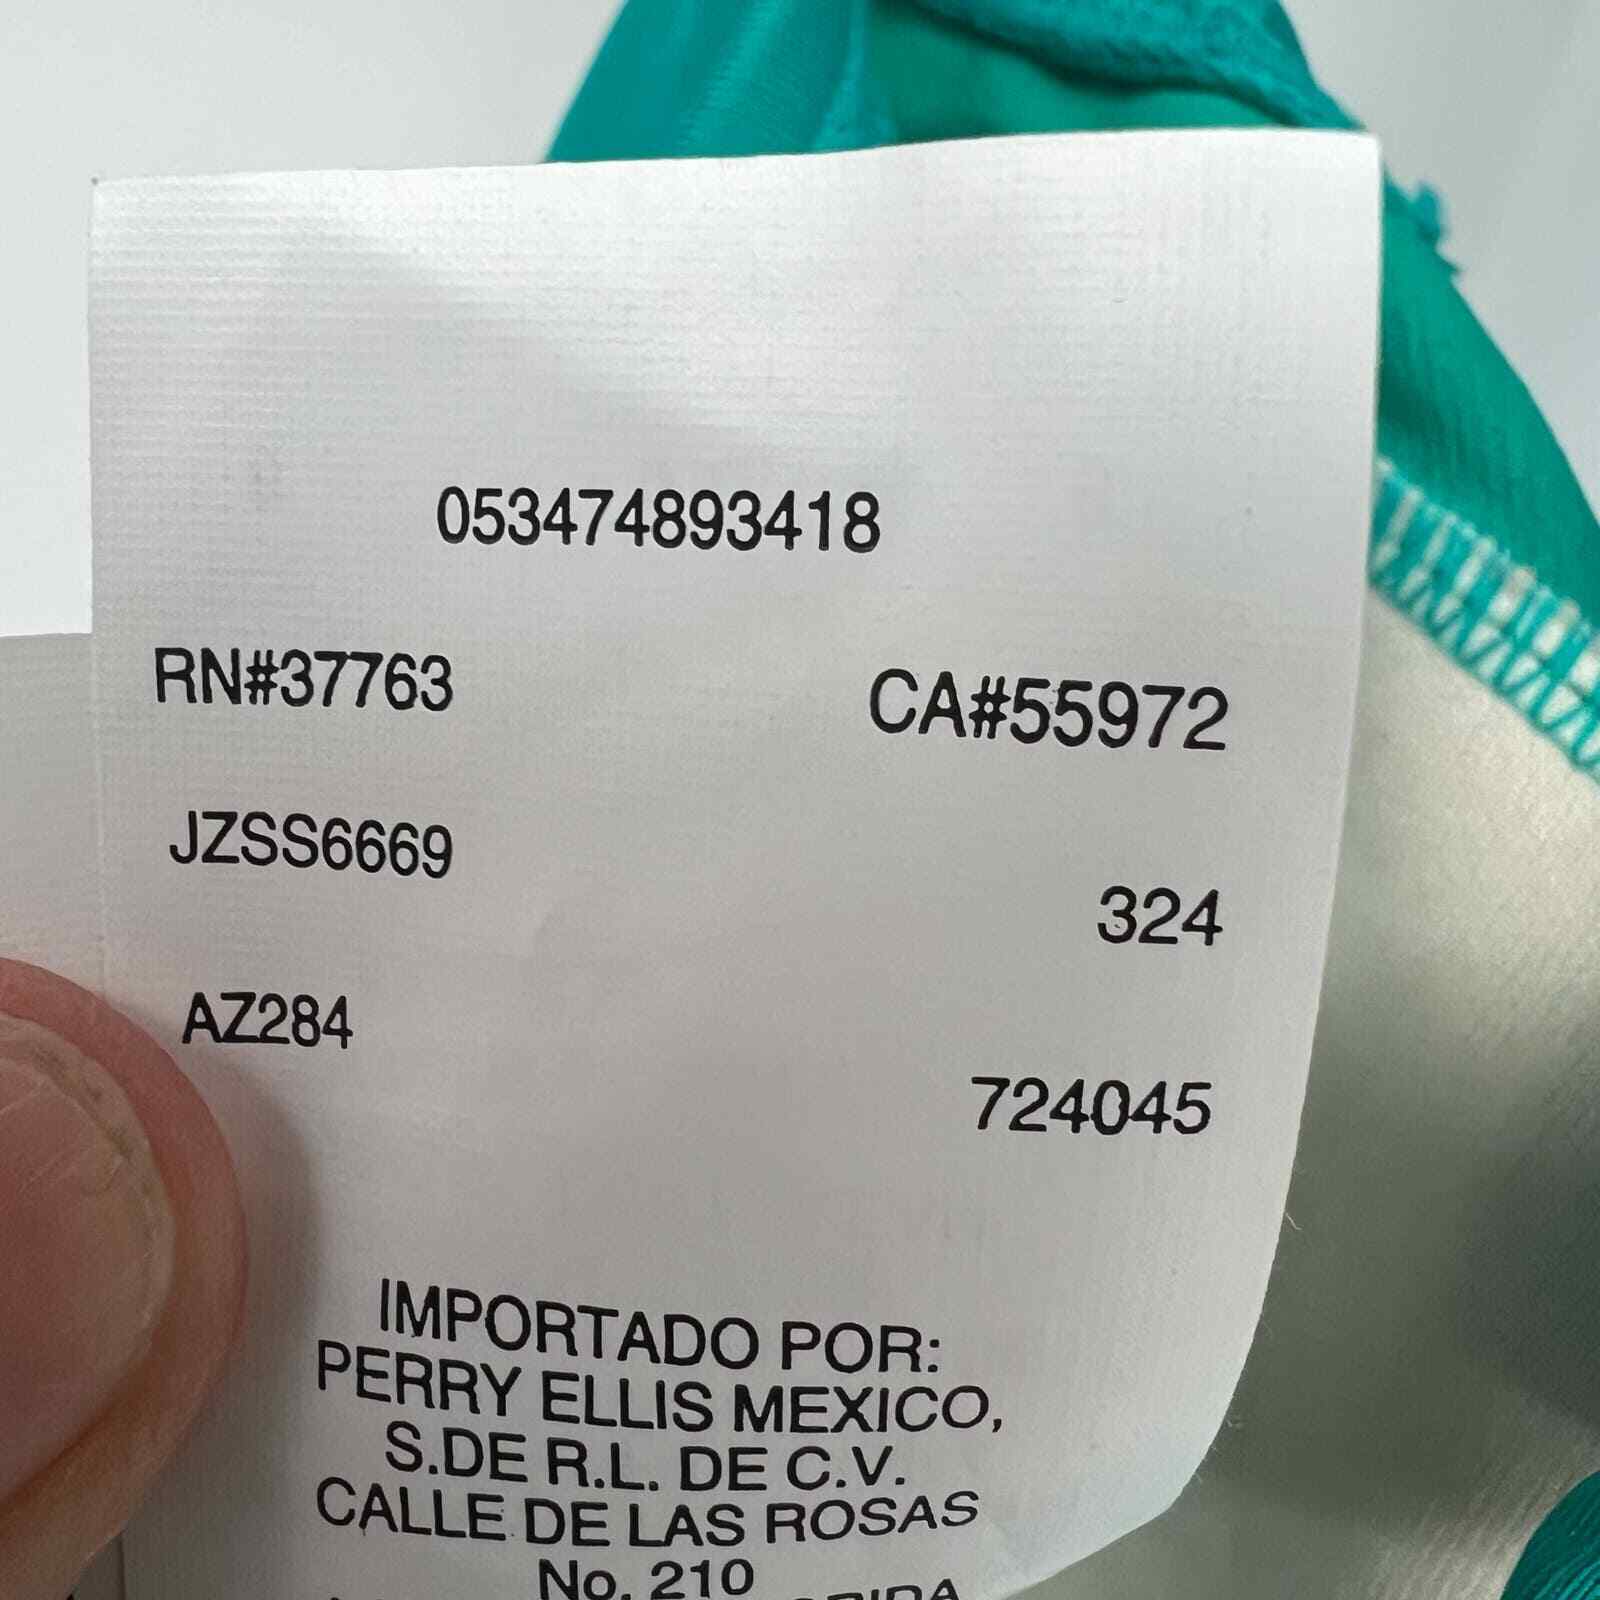 053474893418
RN#37763 CA#55972
JZSS6669
324
AZ284
724045
IMPORTADO POR:
PERRY ELLIS MEXICO,
S.DE R.L. DE C.V.
CALLE DE LAS ROSAS
No. 210